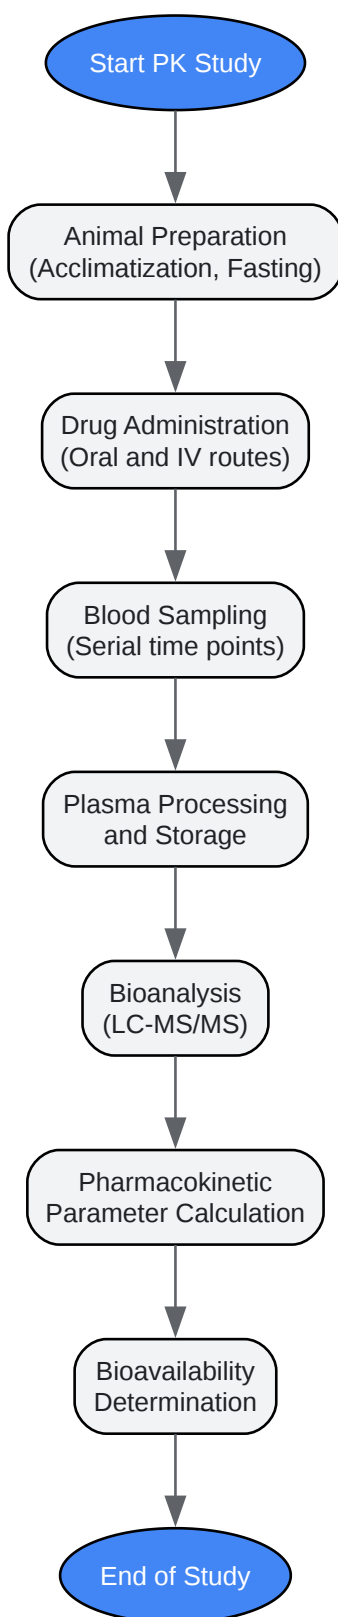 Start PK Study
Animal Preparation
(Acclimatization, Fasting)
Drug Administration
(Oral and IV routes)
Blood Sampling
(Serial time points)
Plasma Processing
and Storage
Bioanalysis
(LC-MS/MS)
Pharmacokinetic
Parameter Calculation
Bioavailability
Determination
End of Study